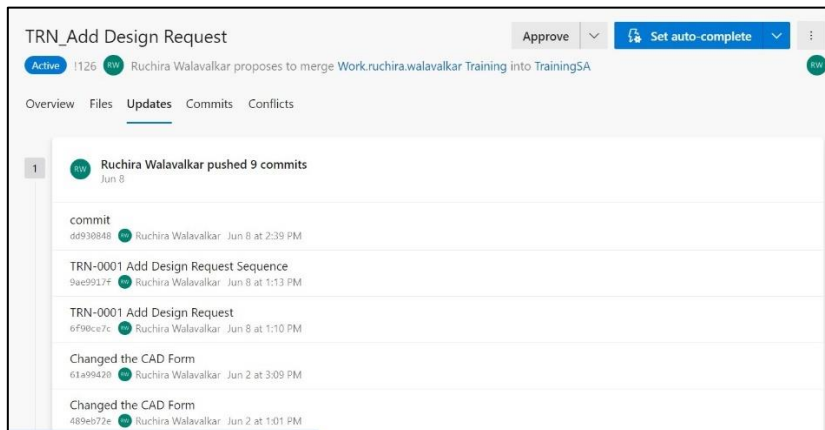 TRN_Add Design Request
Approve
Set auto-complete
Active !126 RW Ruchira Walavalkar proposes to merge Work.ruchira.walavalkar Training into TrainingSA
RW
Overview Files Updates Commits Conflicts
1
RW Ruchira Walavalkar pushed 9 commits
Jun 8
commit
dd930848 RW Ruchira Walavalkar Jun 8 at 2:39 PM
TRN-0001 Add Design Request Sequence
9ae9917f RW Ruchira Walavalkar Jun 8 at 1:13 PM
TRN-0001 Add Design Request
6f90ce7c RW Ruchira Walavalkar Jun 8 at 1:10 PM
Changed the CAD Form
61a99420 RW Ruchira Walavalkar Jun 2 at 3:09 PM
Changed the CAD Form
489eb72e RW Ruchira Walavalkar Jun 2 at 1:01 PM